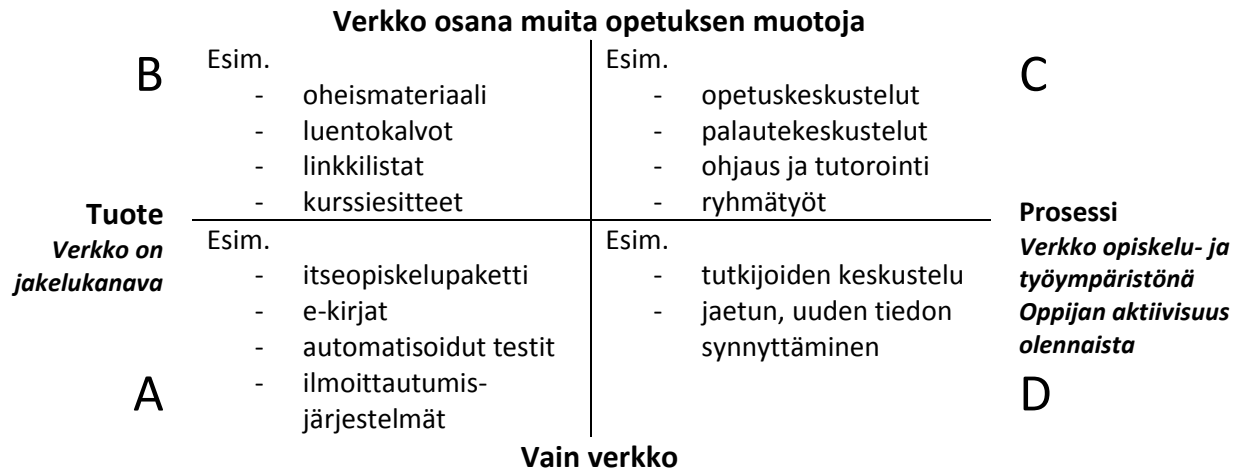 Verkko osana muita opetuksen muotoja
B
Esim.
- oheismateriaali
- luentokalvot
- linkkilistat
- kurssiesitteet
Esim.
- opetuskeskustelut
- palautekeskustelut
- ohjaus ja tutorointi
- ryhmätyöt
C
Tuote
Verkko on
jakelukanava
A
Esim.
- itseopiskelupaketti
- e-kirjat
- automatisoidut testit
- ilmoittautumis-
järjestelmät
Esim.
- tutkijoiden keskustelu
- jaetun, uuden tiedon
synnyttäminen
Prosessi
Verkko opiskelu- ja
työympäristönä
Oppijan aktiivisuus
olennaista
D
Vain verkko